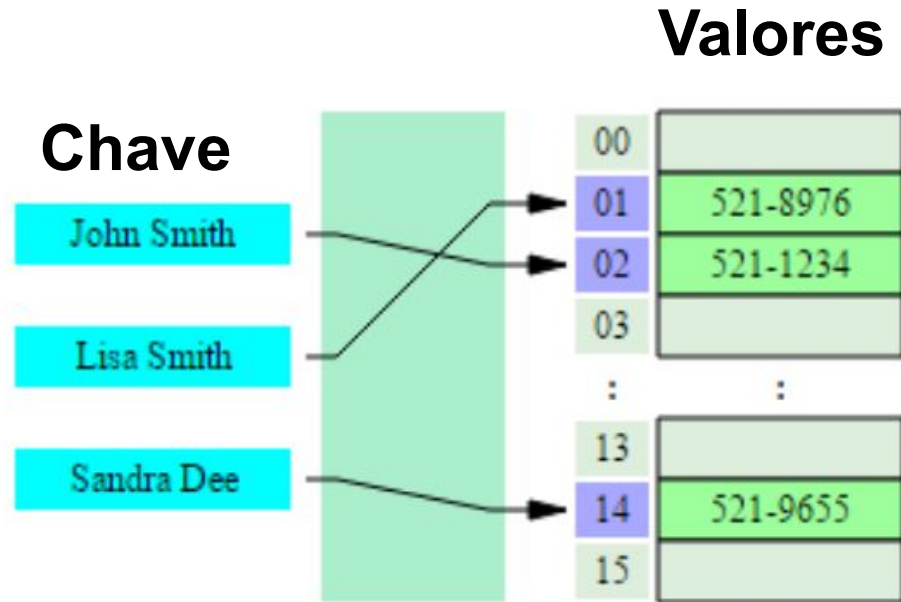 Valores
Chave
John Smith
Lisa Smith
Sandra Dee
00
01 521-8976
02 521-1234
03
: :
13
14 521-9655
15